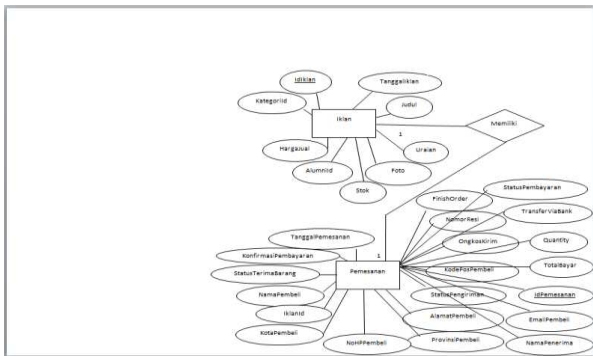 IdIklan
TanggalIklan
KategoriId
Judul
Iklan
Memiliki
1
HargaJual
Uraian
AlumniId
Foto
Stok
StatusPembayaran
FinishOrder
TransferViaBank
NomorResi
TanggalPemesanan
OngkosKirim
Quantity
1
KonfirmasiPembayaran
TotalBayar
StatusTerimaBarang
Pemesanan
KodePosPembeli
NamaPembeli
StatusPengiriman
IdPemesanan
IklanId
AlamatPembeli
EmailPembeli
KotaPembeli
NoHPPembeli
ProvinsiPembeli
NamaPenerima